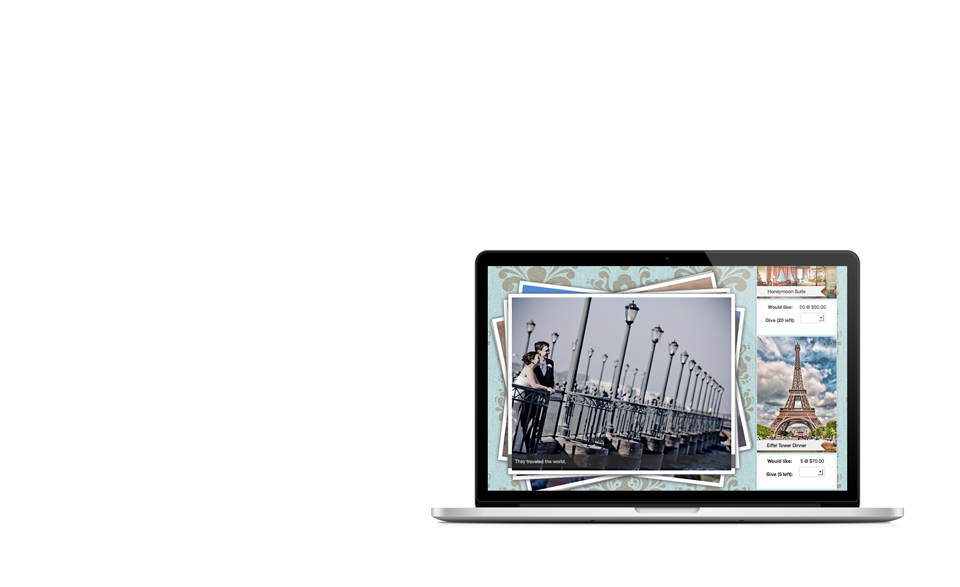 Honeymoon Suite
Would like: 20 @ $90.00
Give (20 left):
They traveled the world.
Eiffel Tower Dinner
Would like: 5 @ $70.00
Give (5 left):